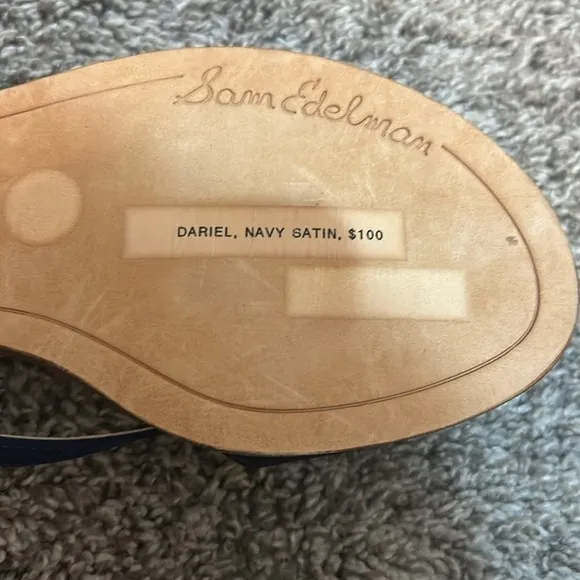 Sam Edelman
DARIEL, NAVY SATIN, $100